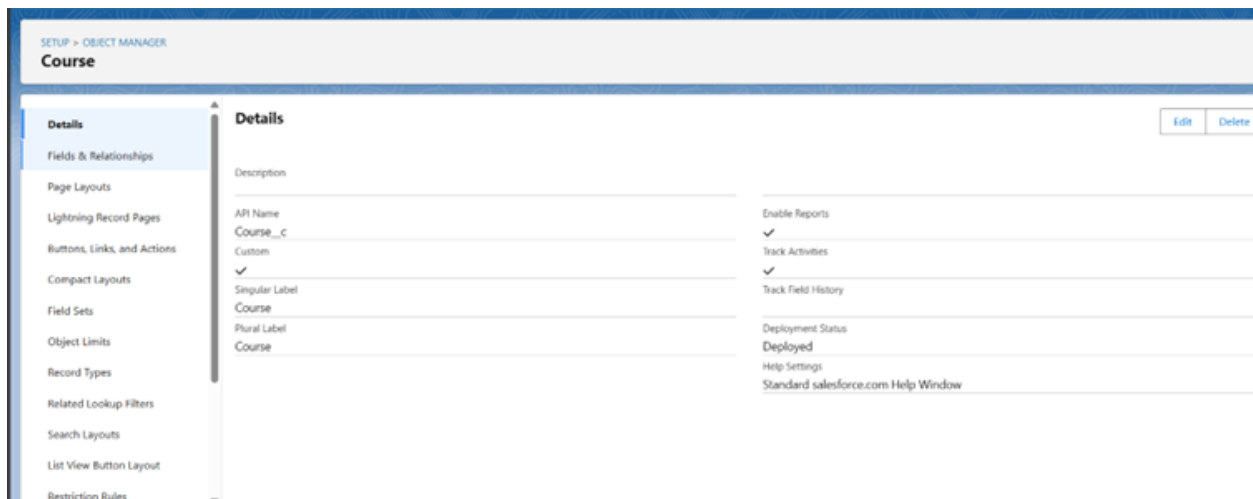 SETUP > OBJECT MANAGER
Course
Details
Fields & Relationships
Page Layouts
Lightning Record Pages
Buttons, Links, and Actions
Compact Layouts
Field Sets
Object Limits
Record Types
Related Lookup Filters
Search Layouts
List View Button Layout
Restriction Rules
Details
Edit
Delete
Description
API Name
Course__c
Custom
Singular Label
Course
Plural Label
Course
Enable Reports
Track Activities
Track Field History
Deployment Status
Deployed
Help Settings
Standard salesforce.com Help Window